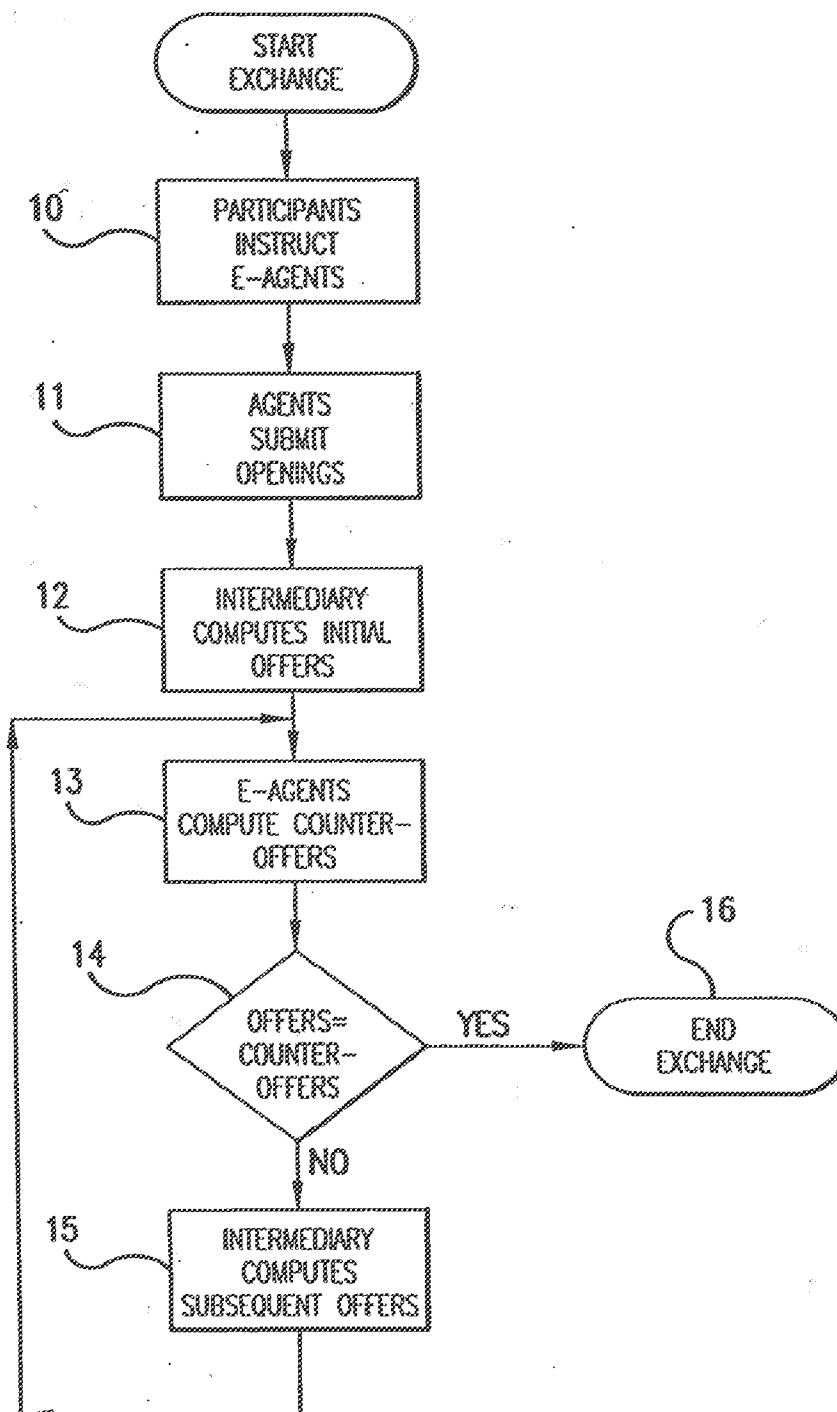 START
EXCHANGE
10
PARTICIPANTS
INSTRUCT
E-AGENTS
11
AGENTS
SUBMIT
OPENINGS
12
INTERMEDIARY
COMPUTES INITIAL
OFFERS
13
E-AGENTS
COMPUTE COUNTER-
OFFERS
14
OFFERS=
COUNTER-
OFFERS
YES
16
END
EXCHANGE
NO
15
INTERMEDIARY
COMPUTES
SUBSEQUENT OFFERS